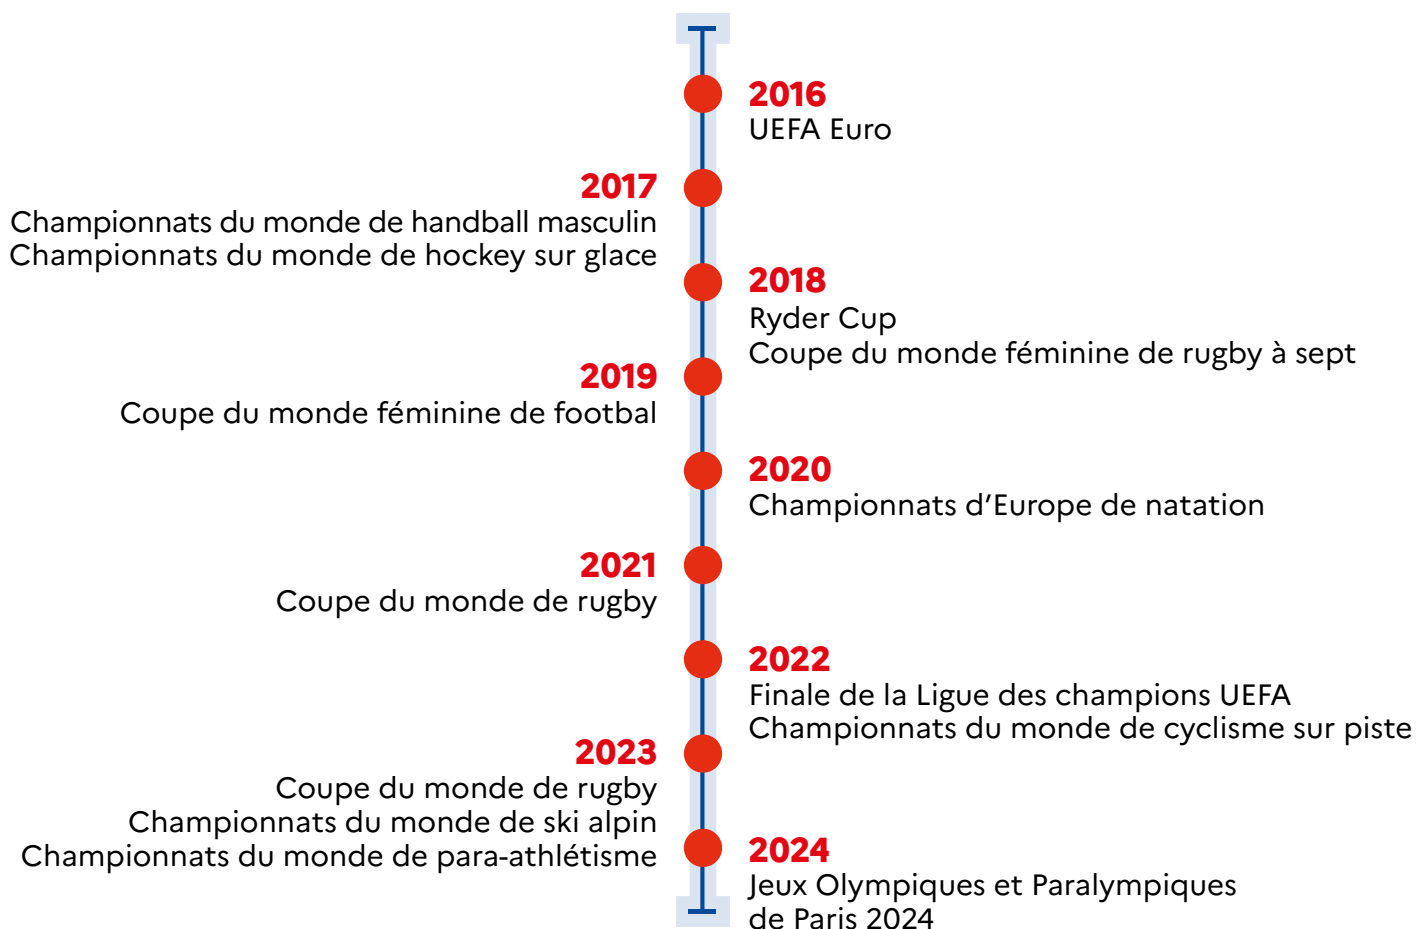 2016
UEFA Euro
2017
Championnats du monde de handball masculin
Championnats du monde de hockey sur glace
2018
Ryder Cup
Coupe du monde féminine de rugby à sept
2019
Coupe du monde féminine de footbal
2020
Championnats d’Europe de natation
2021
Coupe du monde de rugby
2022
Finale de la Ligue des champions UEFA
Championnats du monde de cyclisme sur piste
2023
Coupe du monde de rugby
Championnats du monde de ski alpin
Championnats du monde de para-athlétisme
2024
Jeux Olympiques et Paralympiques
de Paris 2024